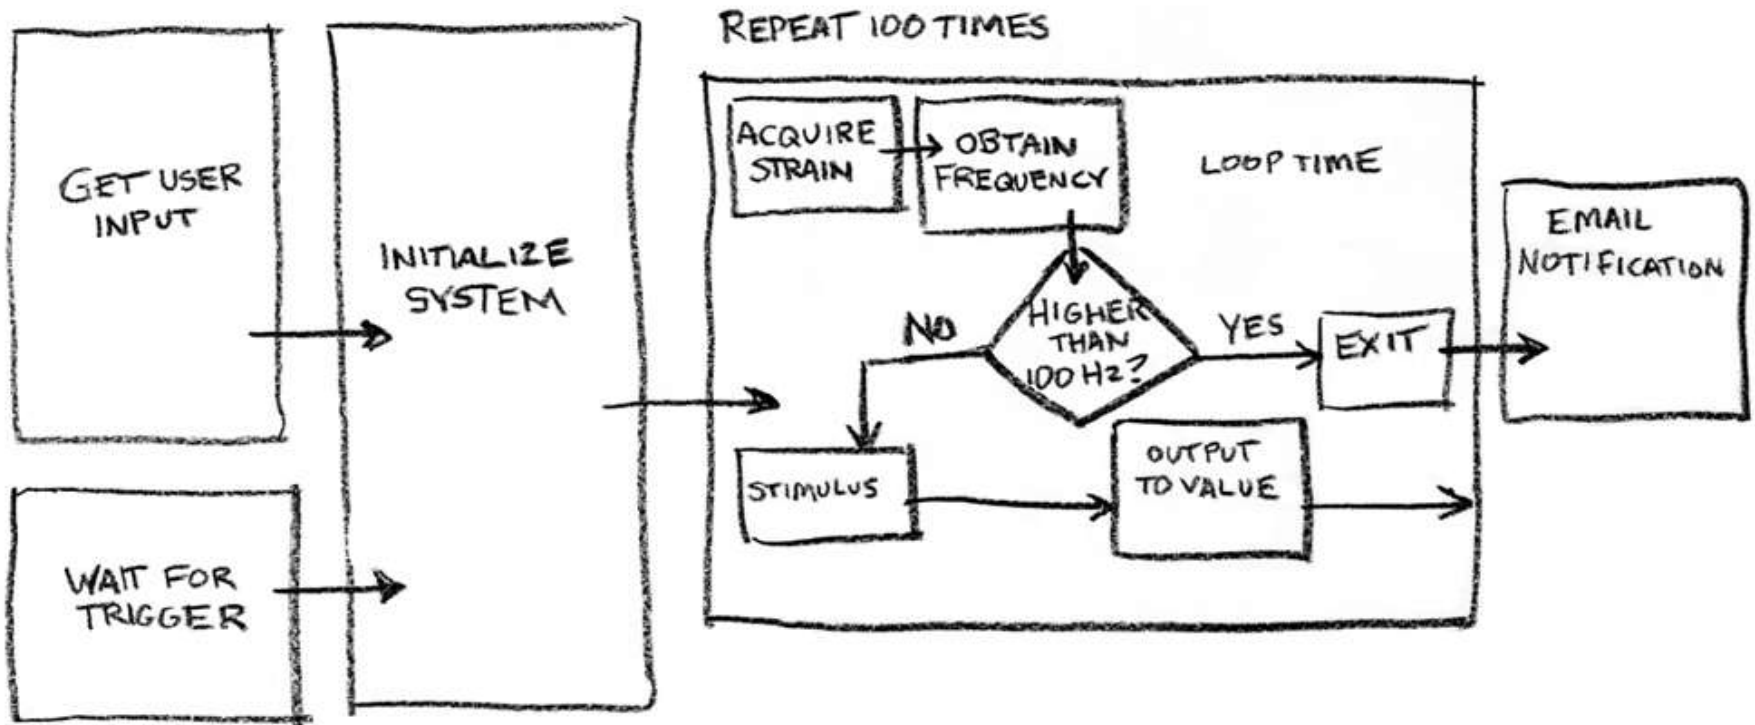 REPEAT 100 TIMES
GET USER
INPUT
WAIT FOR
TRIGGER
INITIALIZE
SYSTEM
ACQUIRE
STRAIN
OBTAIN
FREQUENCY
LOOP TIME
HIGHER
THAN
100 Hz?
NO
YES
EXIT
STIMULUS
OUTPUT
TO VALUE
EMAIL
NOTIFICATION